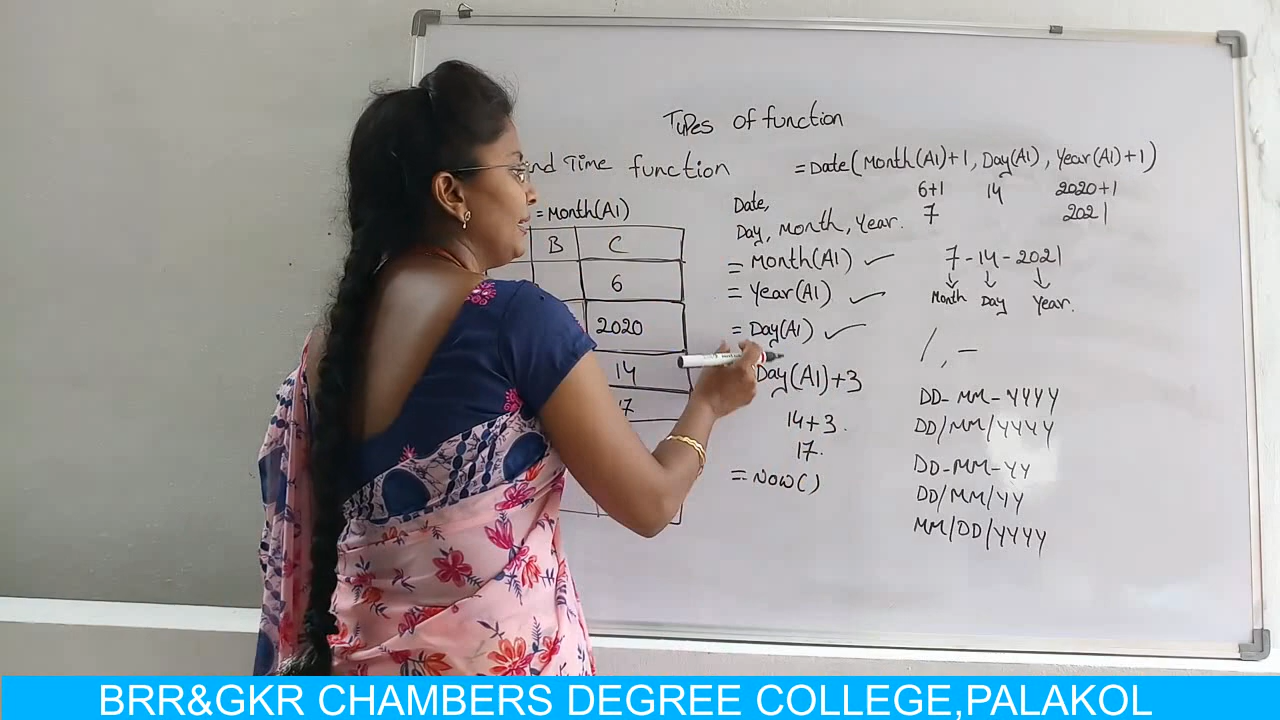 Types of function
and Time function
=Month(A1)
B C
6
2020
14
17
Date,
Day, Month, Year.
= Month(A1) ✓
= Year(A1) ✓
= Day(A1) ✓
Day(A1)+3
14+3.
17.
=NOW()
=Date(Month(A1)+1, Day(A1), Year(A1)+1)
6+1 14 2020+1
7 2021
7-14-2021
Month Day Year.
/, -
DD-MM-YYYY
DD/MM/YYYY
DD-MM-YY
DD/MM/YY
MM/DD/YYYY
BRR&GKR CHAMBERS DEGREE COLLEGE,PALAKOL